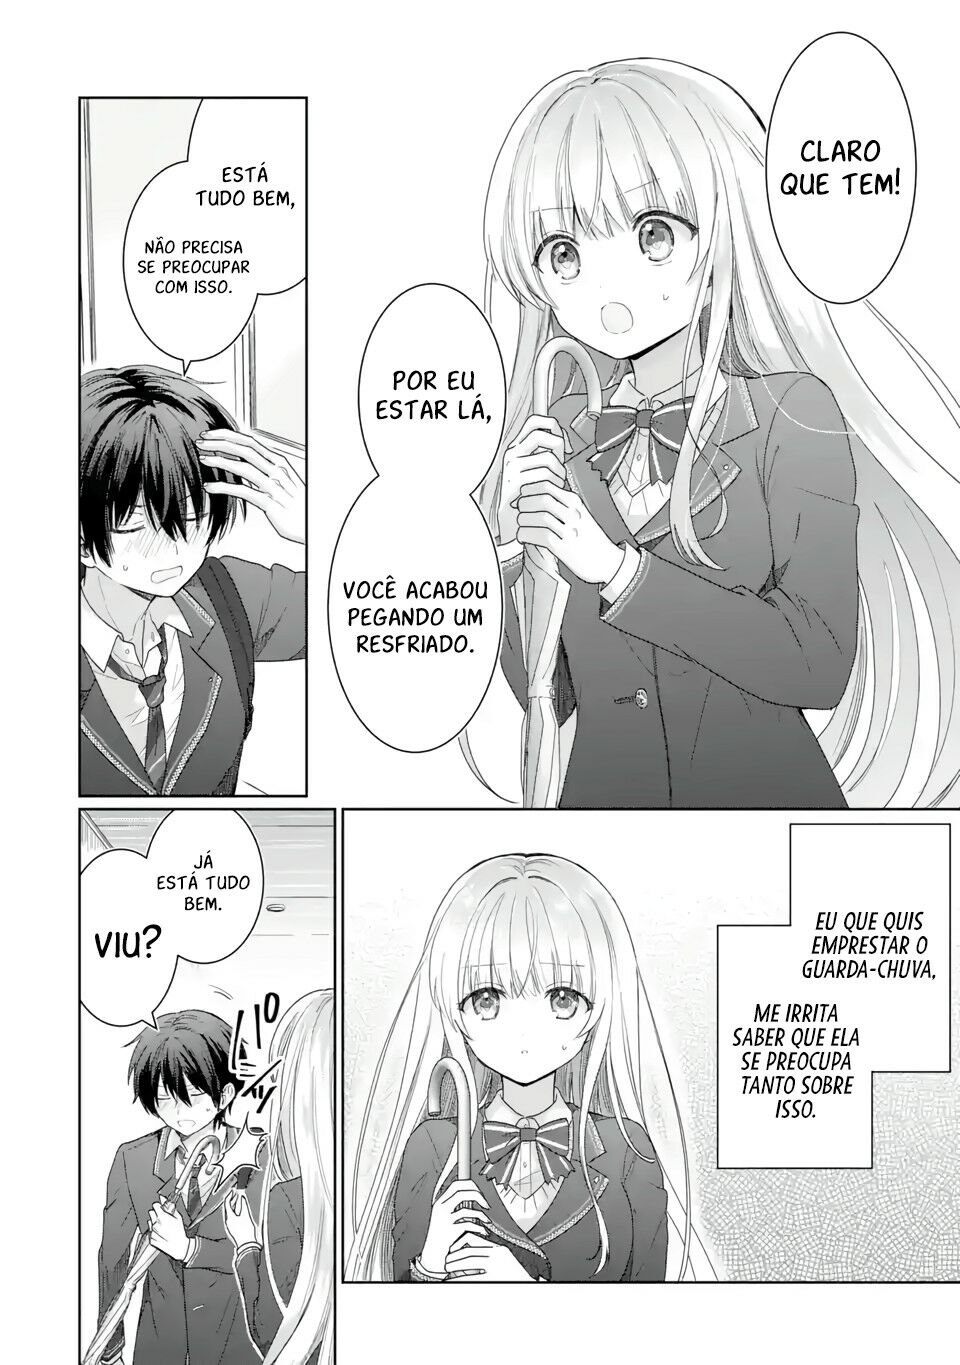 CLARO
QUE TEM!
POR EU
ESTAR LÁ,
VOCÊ ACABOU
PEGANDO UM
RESFRIADO.
ESTÁ
TUDO BEM,
NÃO PRECISA
SE PREOCUPAR
COM ISSO.
EU QUE QUIS
EMPRESTAR O
GUARDA-CHUVA,
ME IRRITA
SABER QUE ELA
SE PREOCUPA
TANTO SOBRE
ISSO.
JÁ
ESTÁ TUDO
BEM.
VIU?